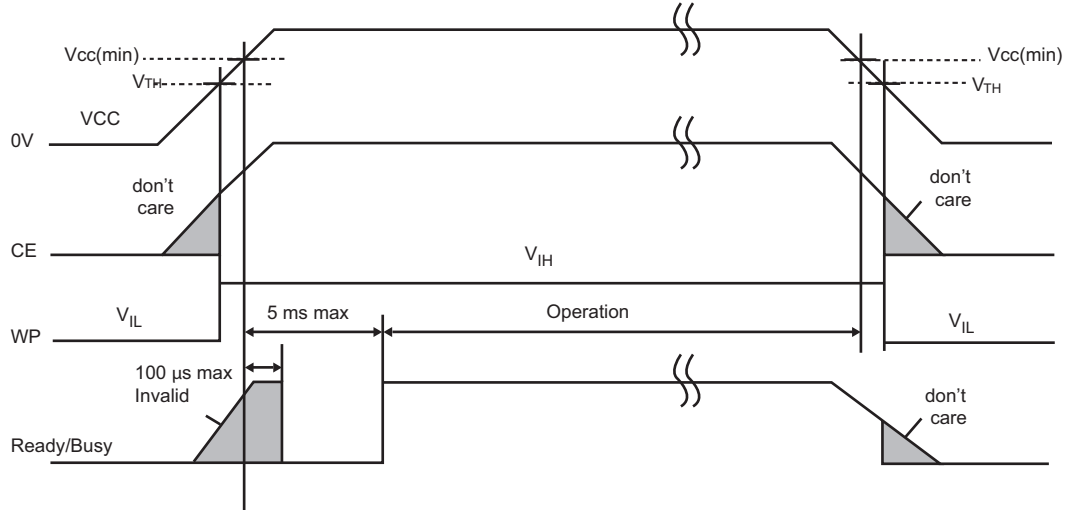 Vcc(min)
VTH
VCC
0V
Vcc(min)
VTH
don't
care
don't
care
CE
VIH
VIL
WP
5 ms max
Operation
VIL
100 µs max
Invalid
don't
care
Ready/Busy